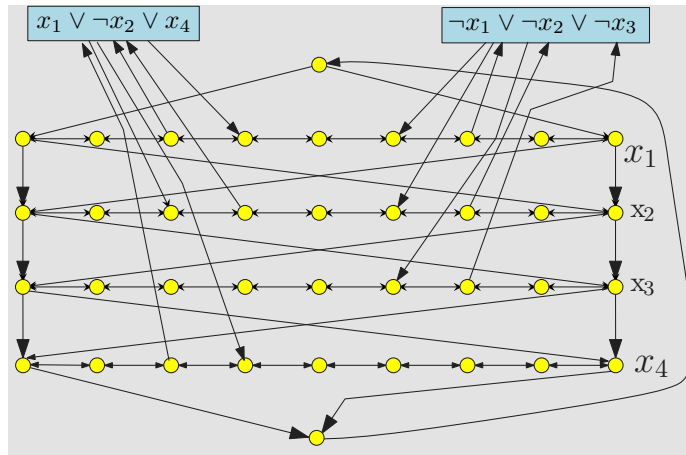 x₁ ∨ ¬x₂ ∨ x₄
¬x₁ ∨ ¬x₂ ∨ ¬x₃
x₁
x₂
x₃
x₄